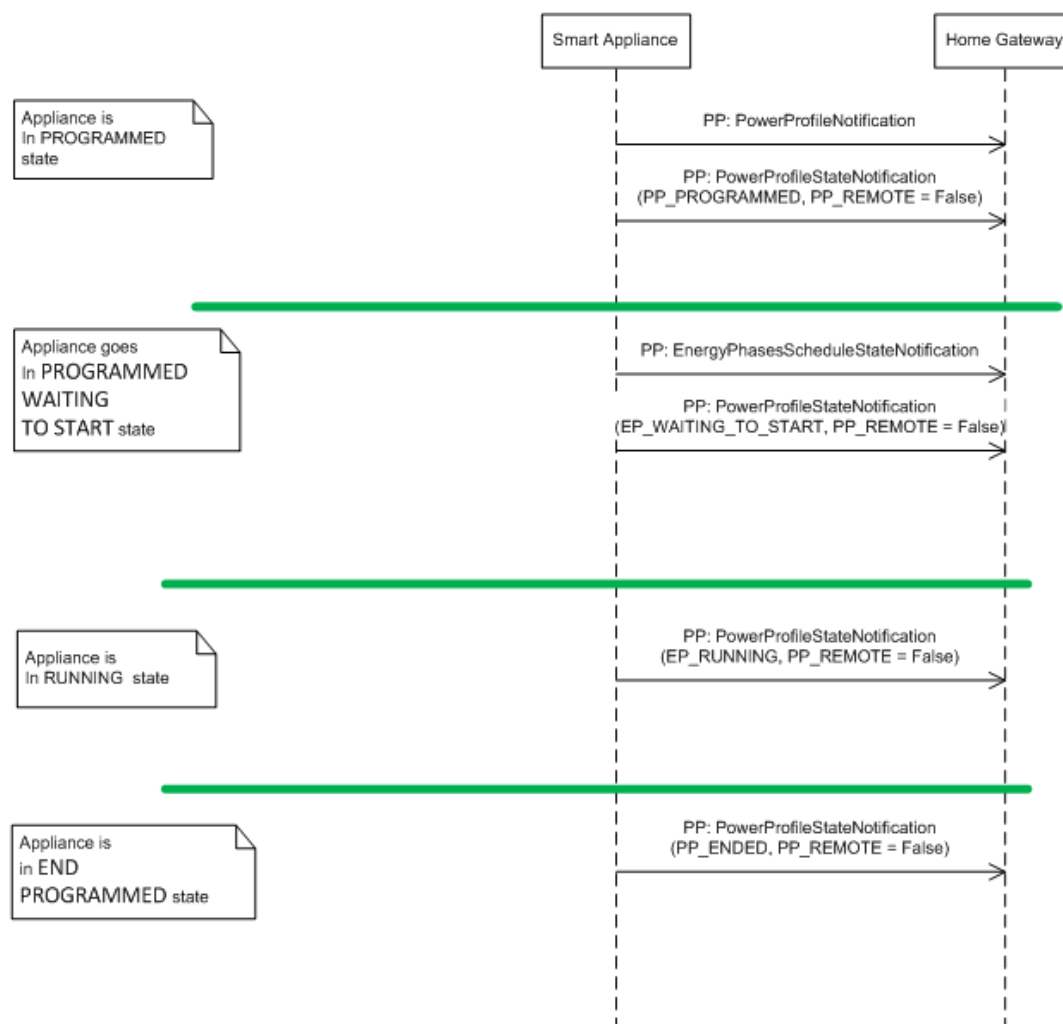 Smart Appliance
Home Gateway
Appliance is
In PROGRAMMED
state
PP: PowerProfileNotification
PP: PowerProfileStateNotification
(PP_PROGRAMMED, PP_REMOTE = False)
Appliance goes
In PROGRAMMED
WAITING
TO START state
PP: EnergyPhasesScheduleStateNotification
PP: PowerProfileStateNotification
(EP_WAITING_TO_START, PP_REMOTE = False)
Appliance is
In RUNNING state
PP: PowerProfileStateNotification
(EP_RUNNING, PP_REMOTE = False)
Appliance is
in END
PROGRAMMED state
PP: PowerProfileStateNotification
(PP_ENDED, PP_REMOTE = False)